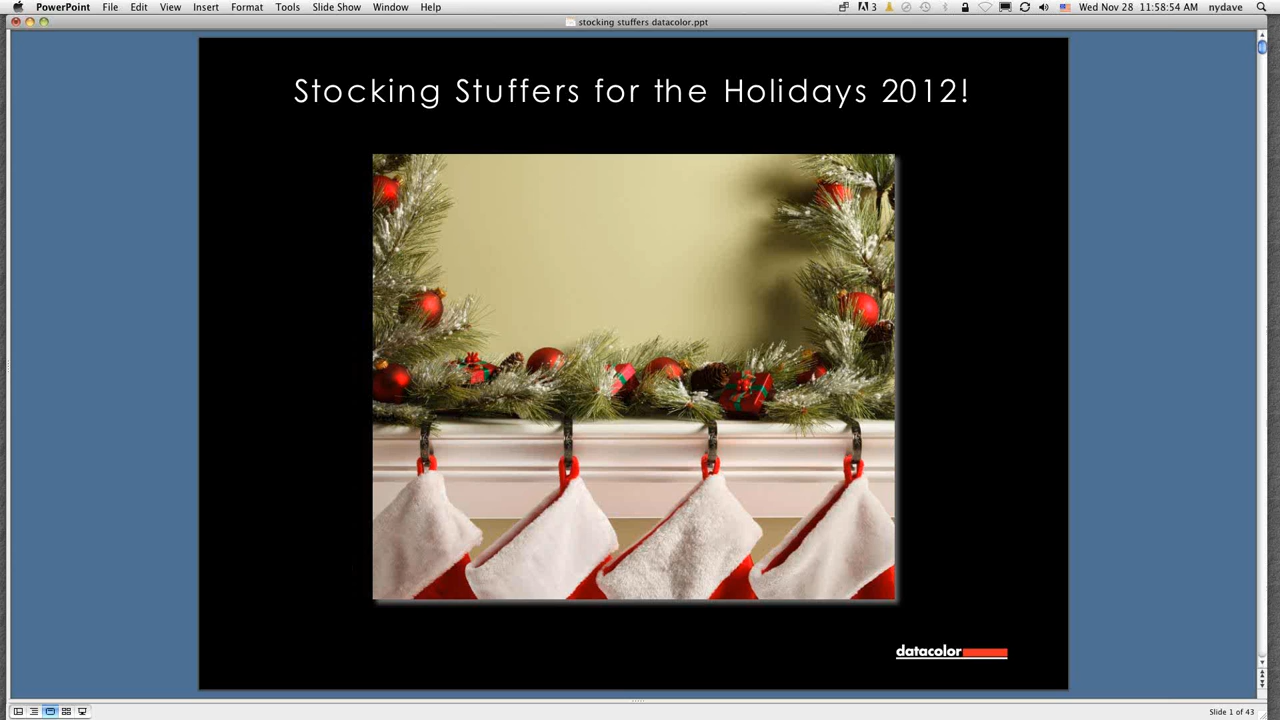 PowerPoint File Edit View Insert Format Tools Slide Show Window Help 3 Wed Nov 28 11:58:54 AM nydave
stocking stuffers datacolor.ppt
Stocking Stuffers for the Holidays 2012!
datacolor
Slide 1 of 43